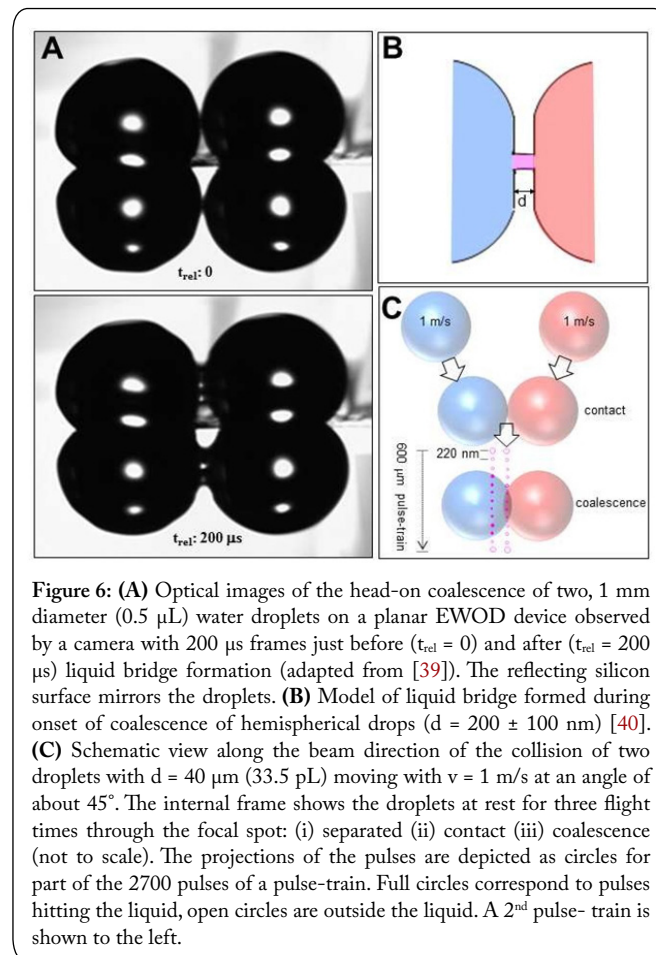 A
t_rel: 0
t_rel: 200 µs
B
d
C
1 m/s
1 m/s
contact
220 nm
600 µm pulse-train
coalescence
Figure 6: (A) Optical images of the head-on coalescence of two, 1 mm
diameter (0.5 µL) water droplets on a planar EWOD device observed
by a camera with 200 µs frames just before (t_rel = 0) and after (t_rel = 200
µs) liquid bridge formation (adapted from [39]). The reflecting silicon
surface mirrors the droplets. (B) Model of liquid bridge formed during
onset of coalescence of hemispherical drops (d = 200 ± 100 nm) [40].
(C) Schematic view along the beam direction of the collision of two
droplets with d = 40 µm (33.5 pL) moving with v = 1 m/s at an angle of
about 45°. The internal frame shows the droplets at rest for three flight
times through the focal spot: (i) separated (ii) contact (iii) coalescence
(not to scale). The projections of the pulses are depicted as circles for
part of the 2700 pulses of a pulse-train. Full circles correspond to pulses
hitting the liquid, open circles are outside the liquid. A 2nd pulse- train is
shown to the left.